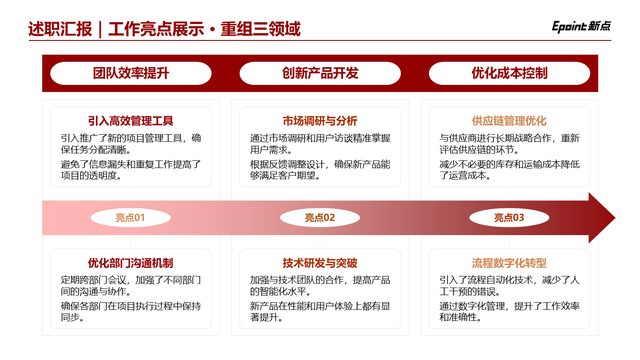 述职汇报｜工作亮点展示·重组三领域
Epoint新点
团队效率提升
创新产品开发
优化成本控制
引入高效管理工具
引入推广了新的项目管理工具，确
保任务分配清晰。
避免了信息漏失和重复工作提高了
项目的透明度。
市场调研与分析
通过市场调研和用户访谈精准掌握
用户需求。
根据反馈调整设计，确保新产品能
够满足客户期望。
供应链管理优化
与供应商进行长期战略合作，重新
评估供应链的环节。
减少不必要的库存和运输成本降低
了运营成本。
亮点01
亮点02
亮点03
优化部门沟通机制
定期跨部门会议，加强了不同部门
间的沟通与协作。
确保各部门在项目执行过程中保持
同步。
技术研发与突破
加强与技术团队的合作，提高产品
的智能化水平。
新产品在性能和用户体验上都有显
著提升。
流程数字化转型
引入了流程自动化技术，减少了人
工干预的错误。
通过数字化管理，提升了工作效率
和准确性。